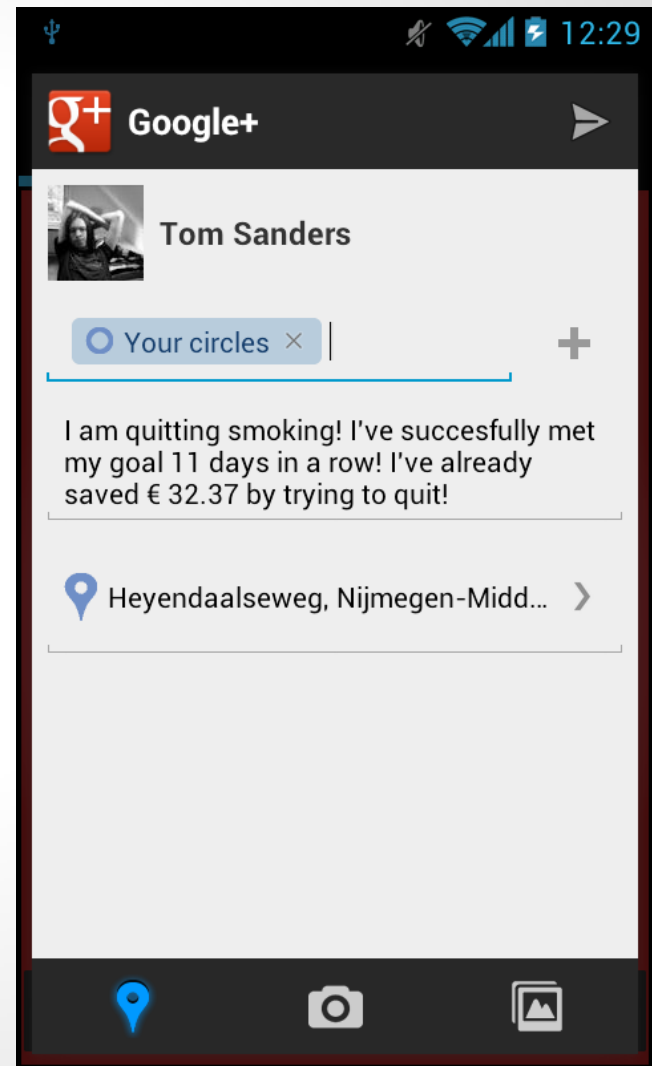 12:29
g+ Google+
Tom Sanders
Your circles ×
I am quitting smoking! I've succesfully met
my goal 11 days in a row! I've already
saved € 32.37 by trying to quit!
Heyendaalseweg, Nijmegen-Midd...